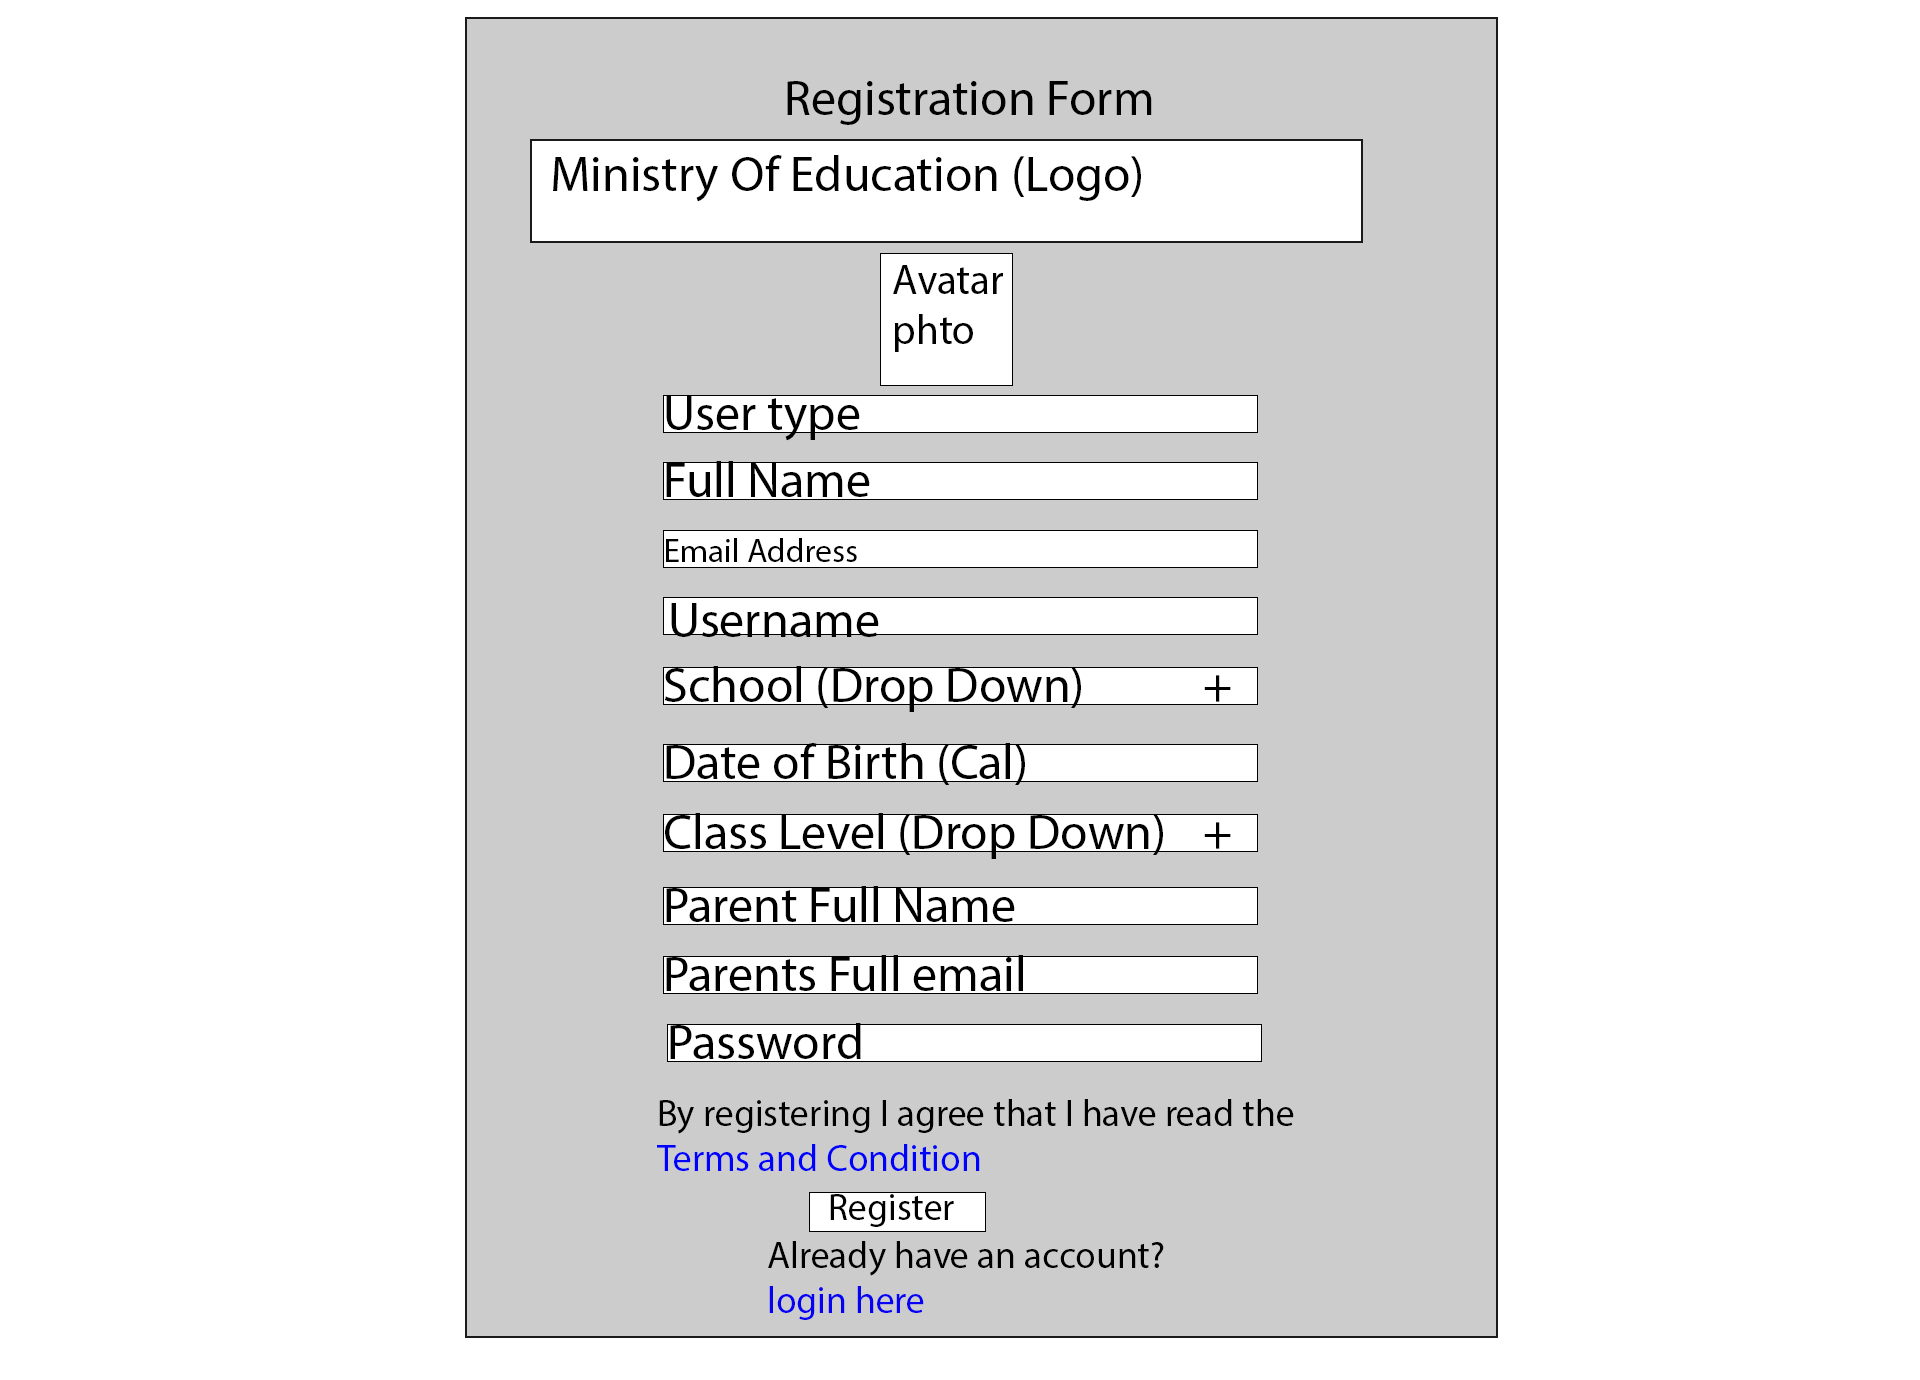 Registration Form
Ministry Of Education (Logo)
Avatar
phto
User type
Full Name
Email Address
Username
School (Drop Down) +
Date of Birth (Cal)
Class Level (Drop Down) +
Parent Full Name
Parents Full email
Password
By registering I agree that I have read the
Terms and Condition
Register
Already have an account?
login here